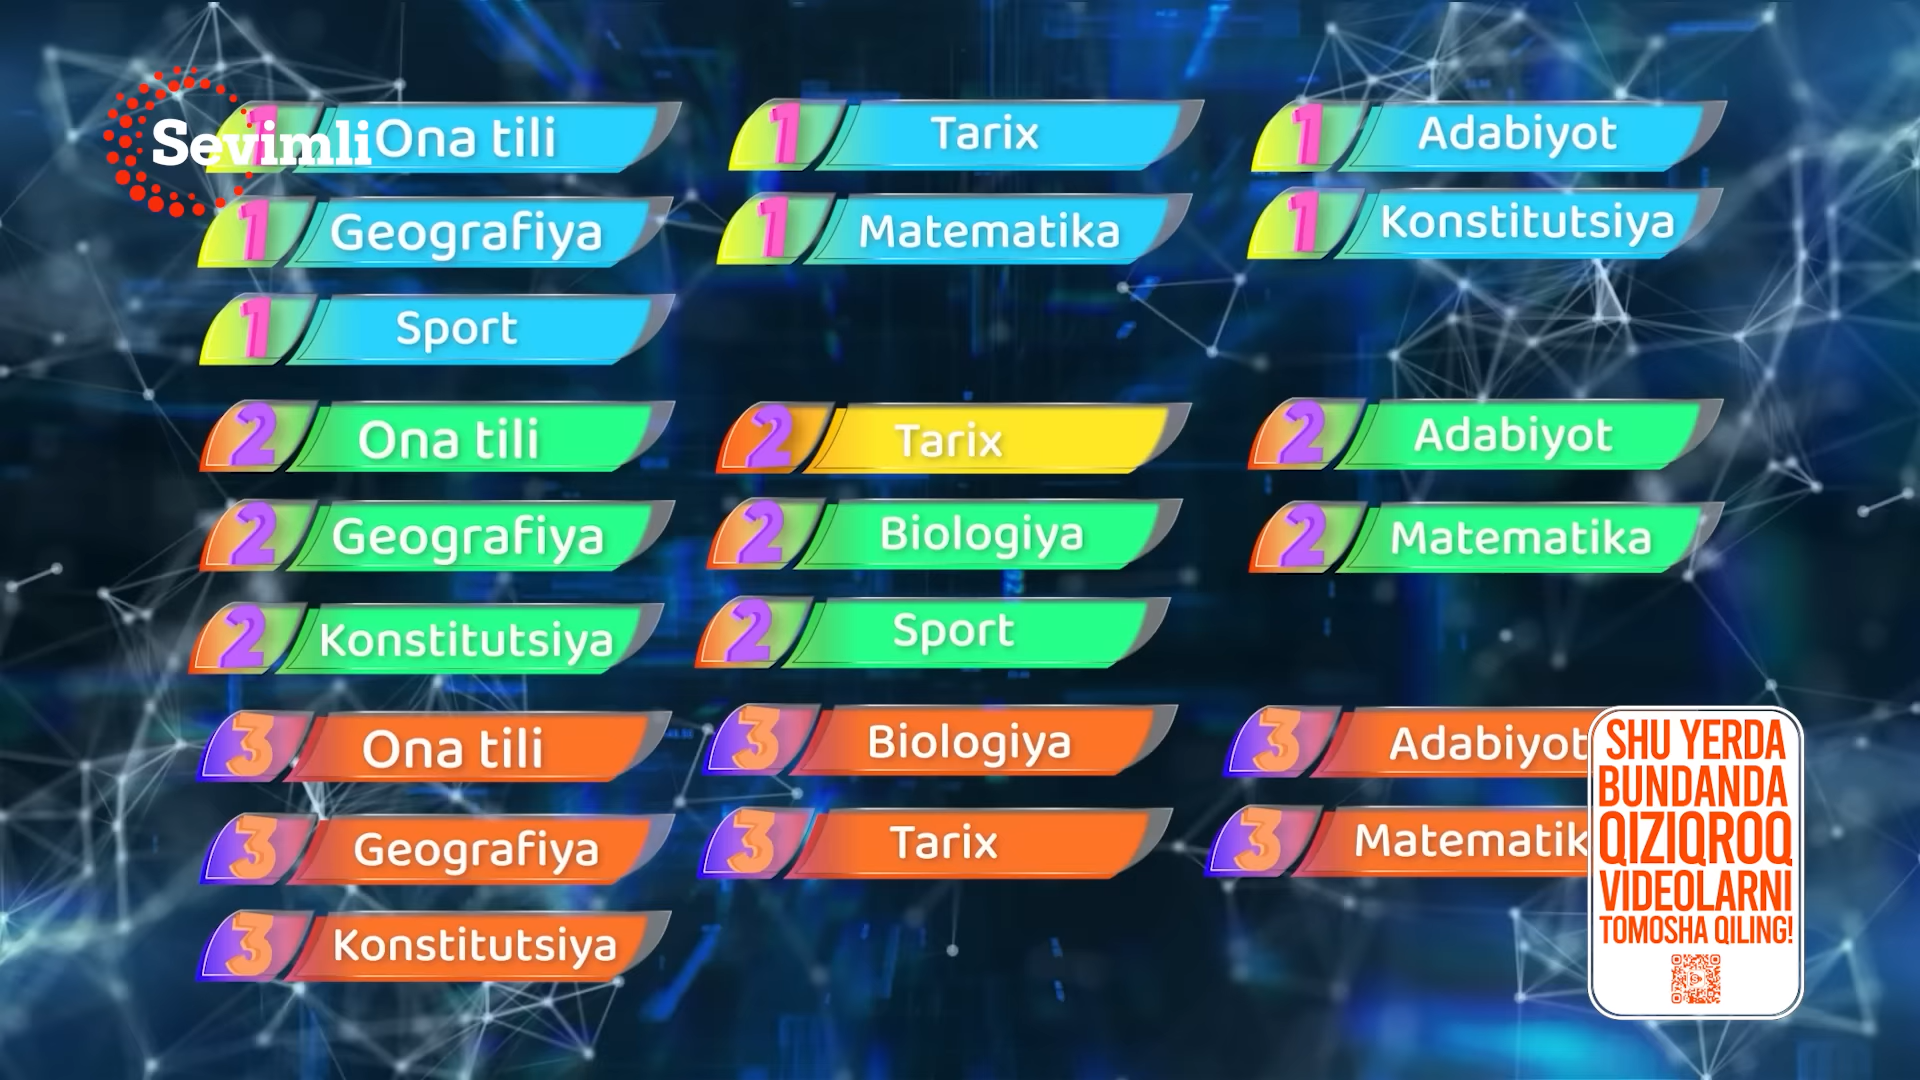 Sevimli
1 Ona tili
1 Tarix
1 Adabiyot
1 Geografiya
1 Matematika
1 Konstitutsiya
1 Sport
2 Ona tili
2 Tarix
2 Adabiyot
2 Geografiya
2 Biologiya
2 Matematika
2 Konstitutsiya
2 Sport
3 Ona tili
3 Biologiya
3 Adabiyot
3 Geografiya
3 Tarix
3 Matematik
3 Konstitutsiya
SHU YERDA
BUNDANDA
QIZIQROQ
VIDEOLARNI
TOMOSHA QILING!